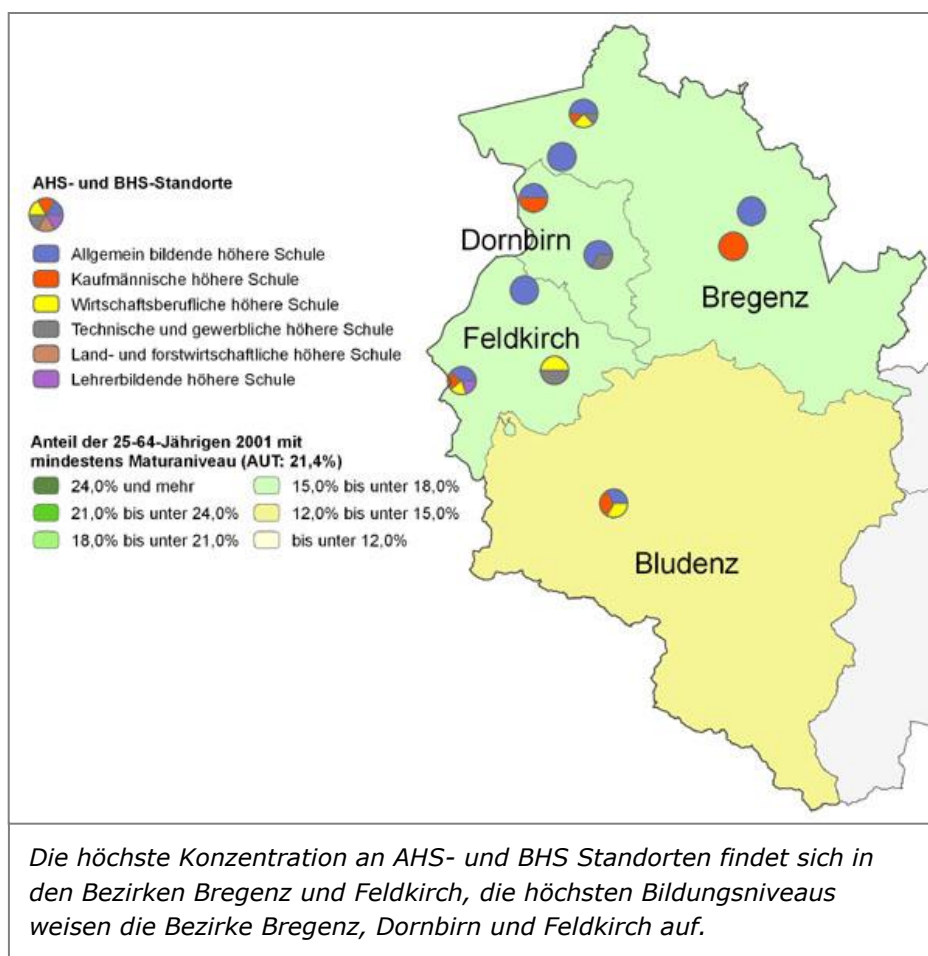 AHS- und BHS-Standorte
Allgemein bildende höhere Schule
Kaufmännische höhere Schule
Wirtschaftsberufliche höhere Schule
Technische und gewerbliche höhere Schule
Land- und forstwirtschaftliche höhere Schule
Lehrerbildende höhere Schule
Anteil der 25-64-Jährigen 2001 mit
mindestens Maturaniveau (AUT: 21,4%)
24,0% und mehr
21,0% bis unter 24,0%
18,0% bis unter 21,0%
15,0% bis unter 18,0%
12,0% bis unter 15,0%
bis unter 12,0%
Dornbirn
Bregenz
Feldkirch
Bludenz
Die höchste Konzentration an AHS- und BHS Standorten findet sich in
den Bezirken Bregenz und Feldkirch, die höchsten Bildungsniveaus
weisen die Bezirke Bregenz, Dornbirn und Feldkirch auf.